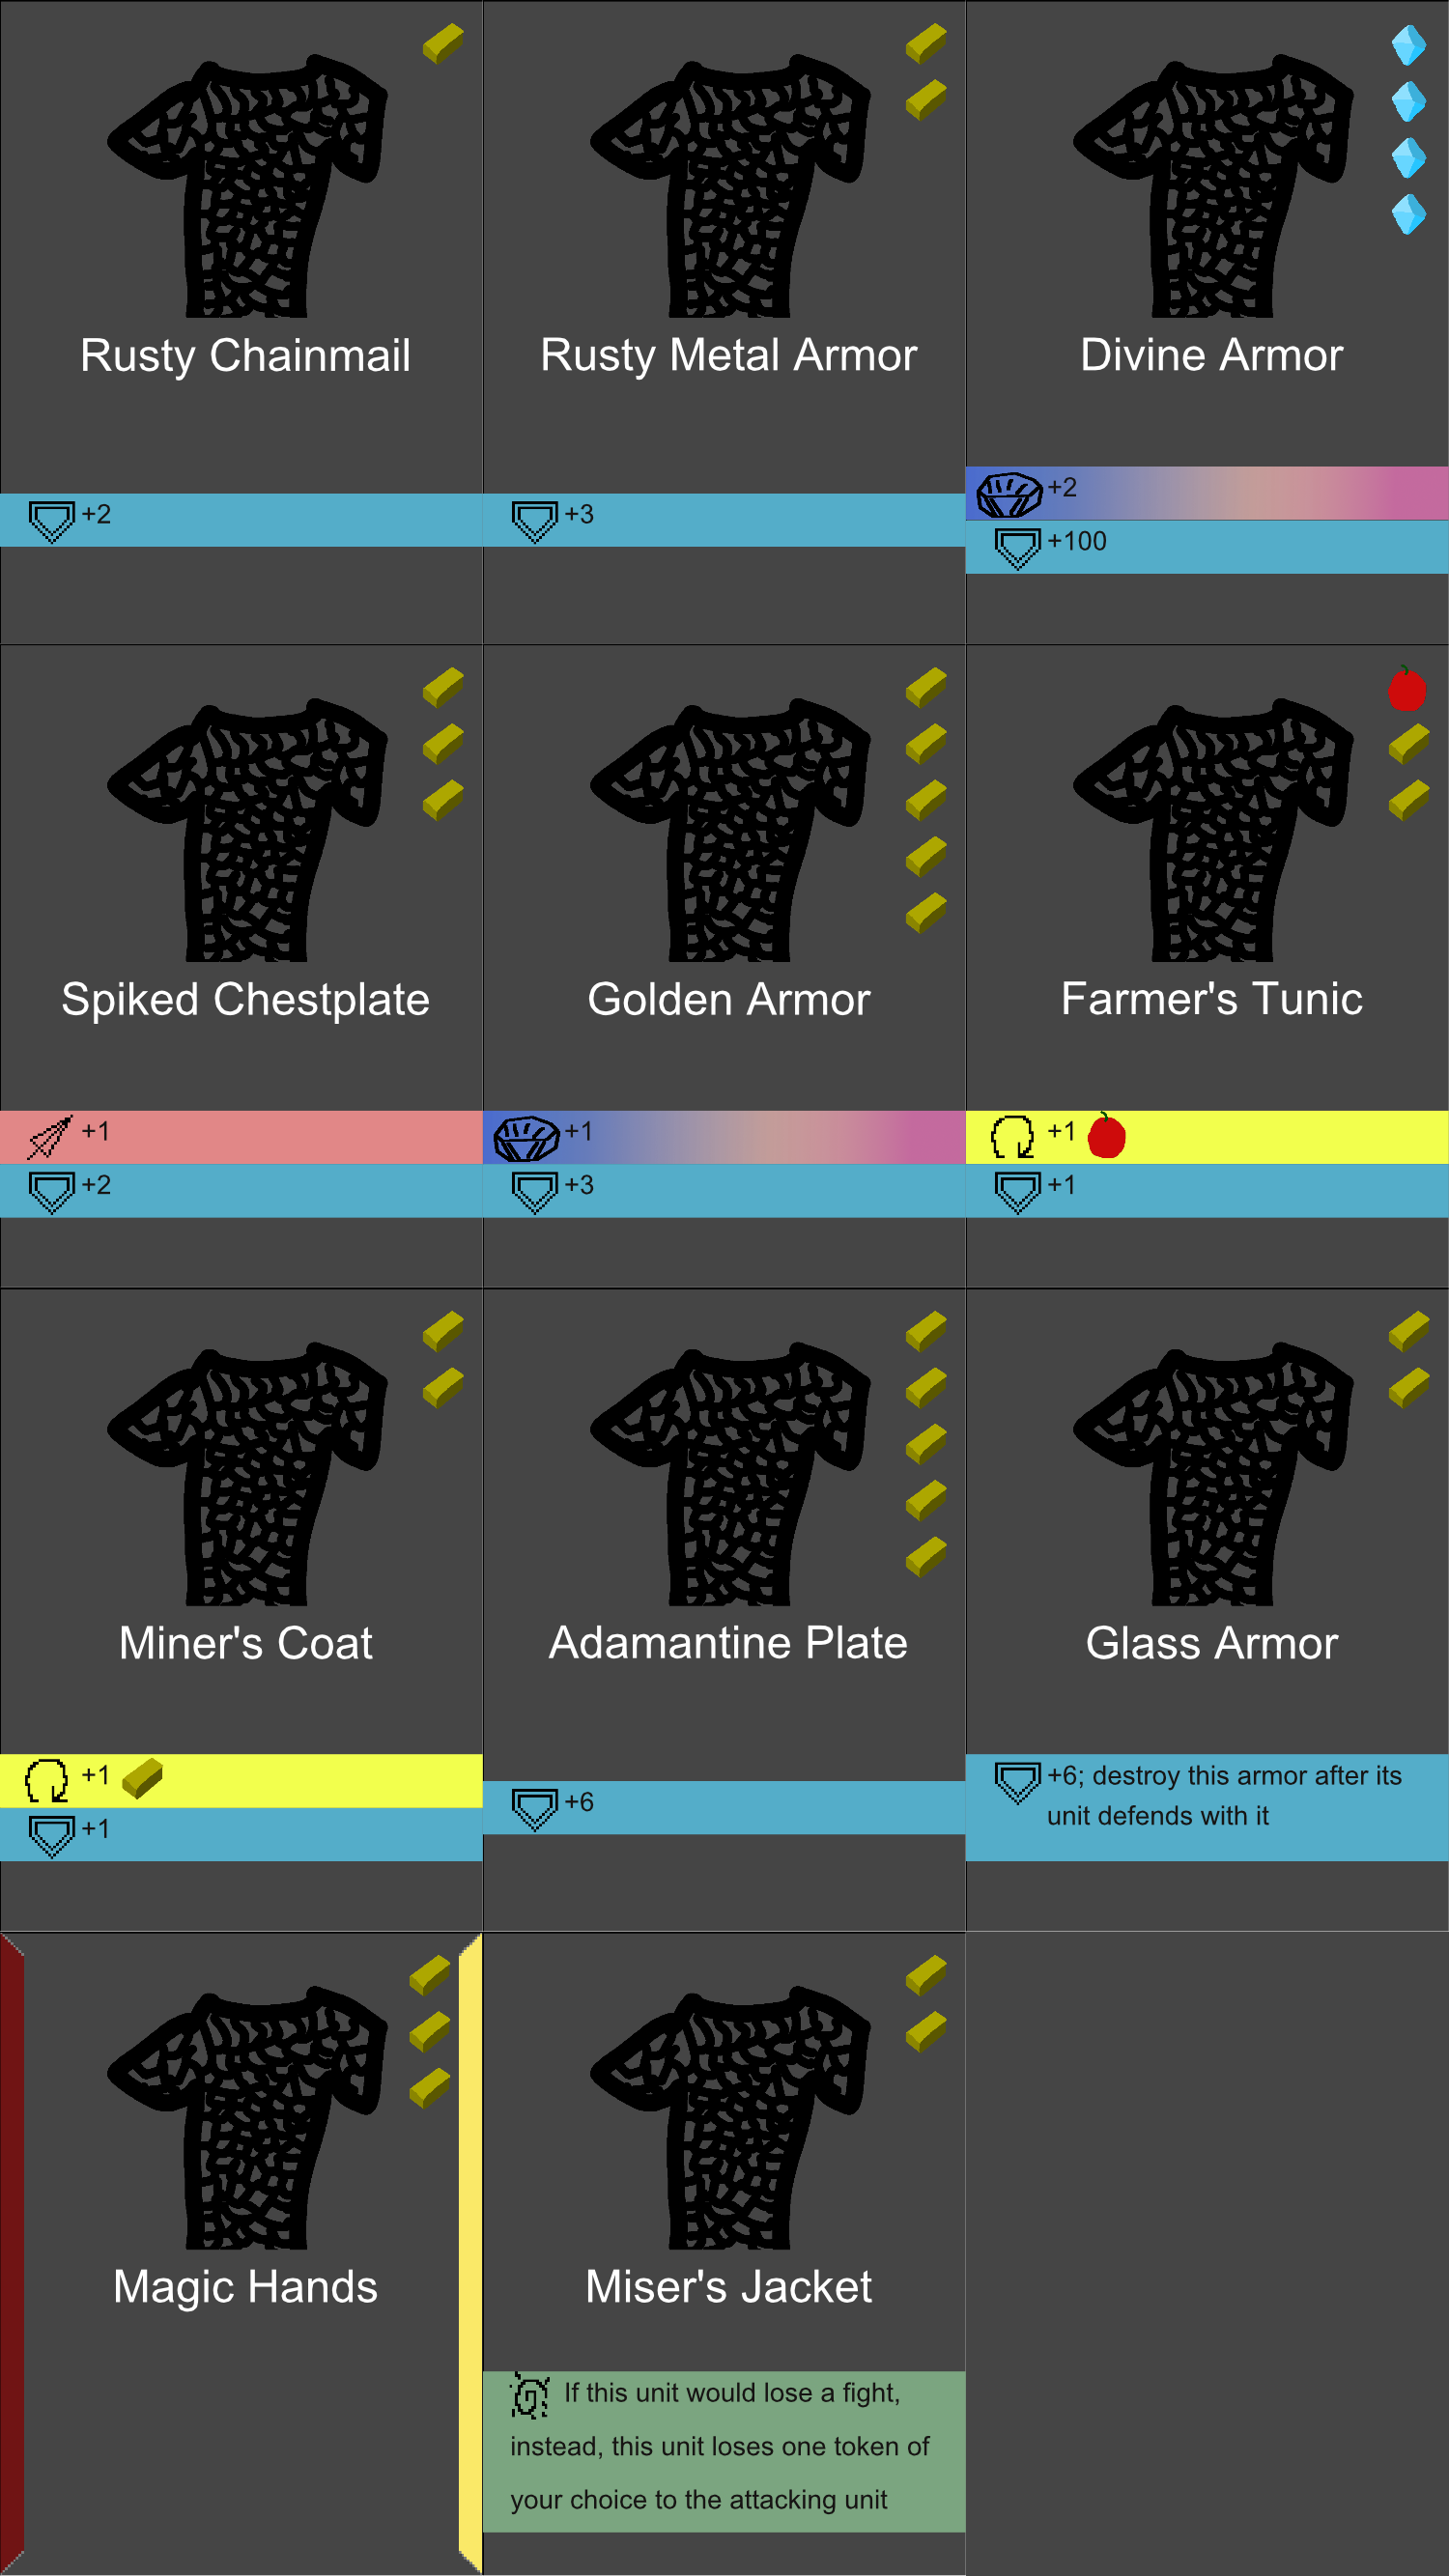 Rusty Chainmail
+2
Rusty Metal Armor
+3
Divine Armor
+2
+100
Spiked Chestplate
+1
+2
Golden Armor
+1
+3
Farmer's Tunic
+1
+1
Miner's Coat
+1
+1
Adamantine Plate
+6
Glass Armor
+6; destroy this armor after its
unit defends with it
Magic Hands
Miser's Jacket
If this unit would lose a fight,
instead, this unit loses one token of
your choice to the attacking unit